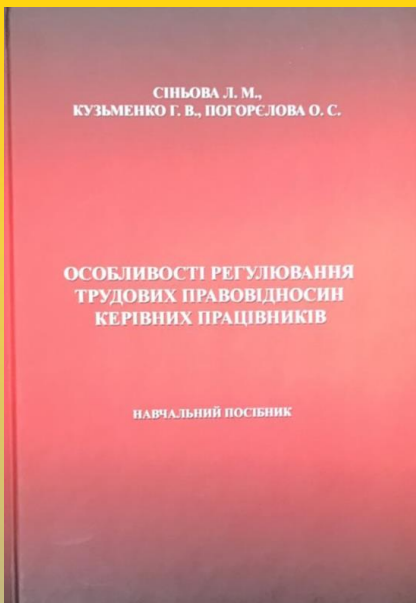 СІНЬОВА Л. М.,
КУЗЬМЕНКО Г. В., ПОГОРЄЛОВА О. С.
ОСОБЛИВОСТІ РЕГУЛЮВАННЯ
ТРУДОВИХ ПРАВОВІДНОСИН
КЕРІВНИХ ПРАЦІВНИКІВ
НАВЧАЛЬНИЙ ПОСІБНИК